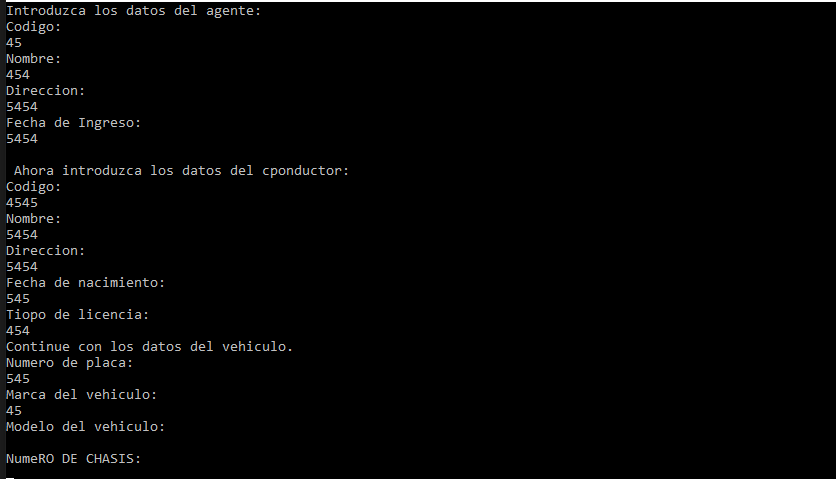 Introduzca los datos del agente:
Codigo:
45
Nombre:
454
Direccion:
5454
Fecha de Ingreso:
5454
Ahora introduzca los datos del cponductor:
Codigo:
4545
Nombre:
5454
Direccion:
5454
Fecha de nacimiento:
545
Tiopo de licencia:
454
Continue con los datos del vehiculo.
Numero de placa:
545
Marca del vehiculo:
45
Modelo del vehiculo:
NumeRO DE CHASIS: